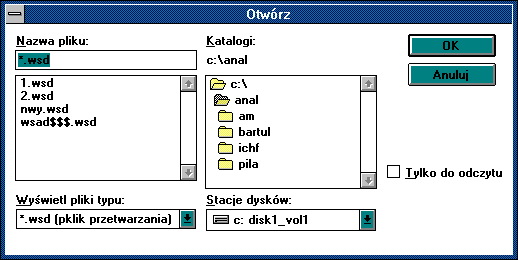 Otwórz
Nazwa pliku:
*.wsd
1.wsd
2.wsd
nwy.wsd
wsad$$$.wsd
Wyświetl pliki typu:
*.wsd (pklik przetwarzania)
Katalogi:
c:\anal
c:\
anal
am
bartul
ichf
pila
Stacje dysków:
c: disk1_vol1
OK
Anuluj
Tylko do odczytu